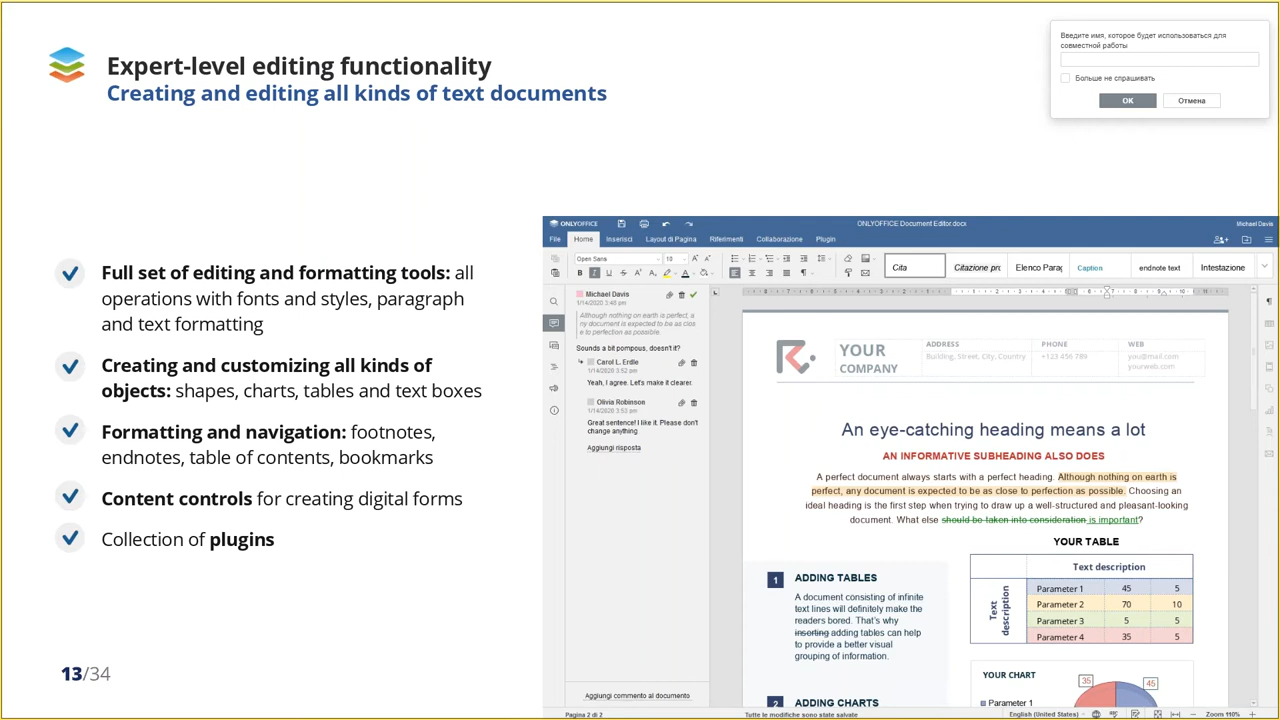 Expert-level editing functionality
Creating and editing all kinds of text documents
Введите имя, которое будет использоваться для
совместной работы
Больше не спрашивать
OK
Отмена
Full set of editing and formatting tools: all
operations with fonts and styles, paragraph
and text formatting
Creating and customizing all kinds of
objects: shapes, charts, tables and text boxes
Formatting and navigation: footnotes,
endnotes, table of contents, bookmarks
Content controls for creating digital forms
Collection of plugins
13/34
ONLYOFFICE
ONLYOFFICE Document Editor.docx
Michael Davis
File Home Inserisci Layout di Pagina Riferimenti Collaborazione Plugin
Open Sans 10
Cita Citazione Elenco Parag Caption endnote text Intestazione
Michael Davis
1/14/2020 3:48 pm
Although nothing on earth is perfect, a
ny document is expected to be as clos
e to perfection as possible.
Sounds a bit pompous, doesn't it?
Carol L. Erdle
1/14/2020 3:52 pm
Yeah, I agree. Let's make it clearer.
Olivia Robinson
1/14/2020 3:53 pm
Great sentence! I like it. Please don't
change anything
Aggiungi risposta
Aggiungi commento al documento
YOUR
COMPANY
ADDRESS
Building, Street, City, Country
PHONE
+123 456 789
WEB
you@mail.com
yourweb.com
An eye-catching heading means a lot
AN INFORMATIVE SUBHEADING ALSO DOES
A perfect document always starts with a perfect heading. Although nothing on earth is
perfect, any document is expected to be as close to perfection as possible. Choosing an
ideal heading is the first step when trying to draw up a well-structured and pleasant-looking
document. What else should be taken into consideration is important?
1
ADDING TABLES
A document consisting of infinite
text lines will definitely make the
readers bored. That's why
inserting adding tables can help
to provide a better visual
grouping of information.
2
ADDING CHARTS
YOUR TABLE
Text description
Text
description
Parameter 1 45 5
Parameter 2 70 10
Parameter 3 5 5
Parameter 4 35 5
YOUR CHART
Parameter 1
35
45
Pagina 2 di 2
Tutte le modifiche sono state salvate
English (United States)
Zoom 110%